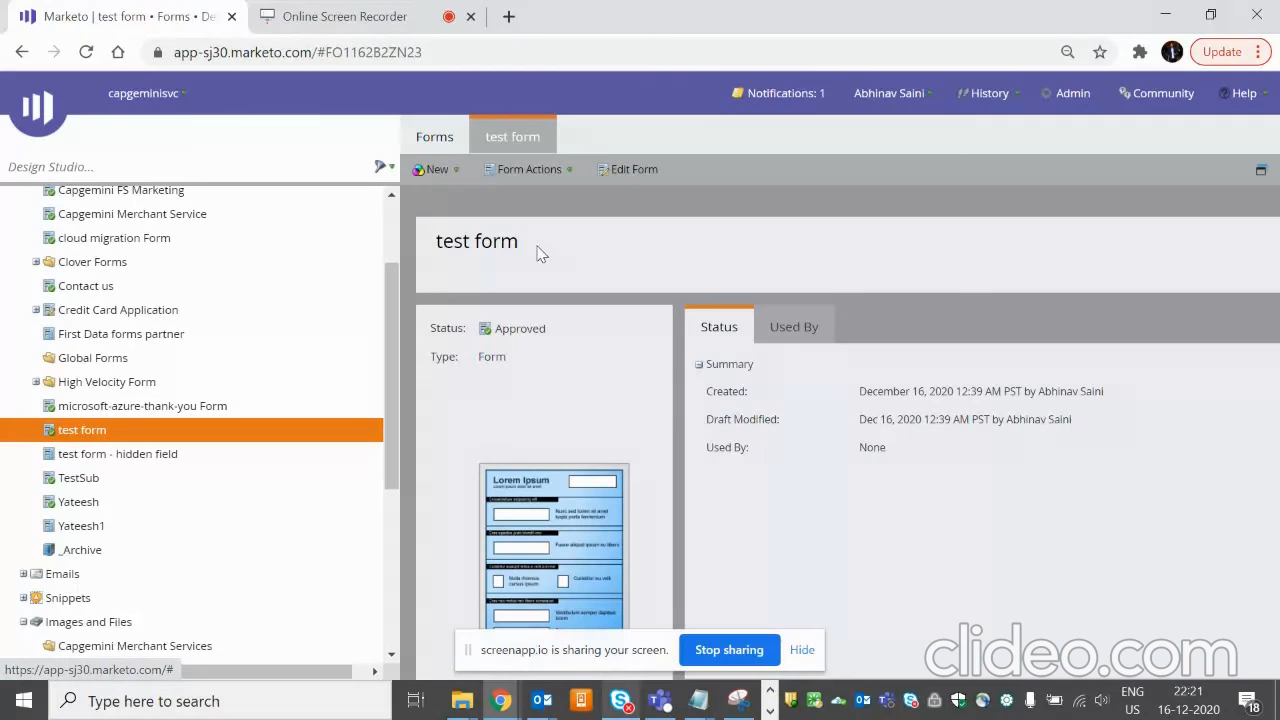 Marketo | test form • Forms • De
Online Screen Recorder
app-sj30.marketo.com/#FO1162B2ZN23
Update
capgeminisvc
Notifications: 1
Abhinav Saini
History
Admin
Community
Help
Forms
test form
Design Studio...
New
Form Actions
Edit Form
Capgemini FS Marketing
Capgemini Merchant Service
cloud migration Form
Clover Forms
Contact us
Credit Card Application
First Data forms partner
Global Forms
High Velocity Form
microsoft-azure-thank-you Form
test form
test form - hidden field
TestSub
Yateesh
Yateesh1
_Archive
Emails
Snippets
Images and Files
Capgemini Merchant Services
https://app-sj30.marketo.com/#
test form
Status: Approved
Type: Form
Lorem Ipsum
Status
Used By
Summary
Created: December 16, 2020 12:39 AM PST by Abhinav Saini
Draft Modified: Dec 16, 2020 12:39 AM PST by Abhinav Saini
Used By: None
screenapp.io is sharing your screen.
Stop sharing
Hide
clideo.com
Type here to search
ENG
US
22:21
16-12-2020
18